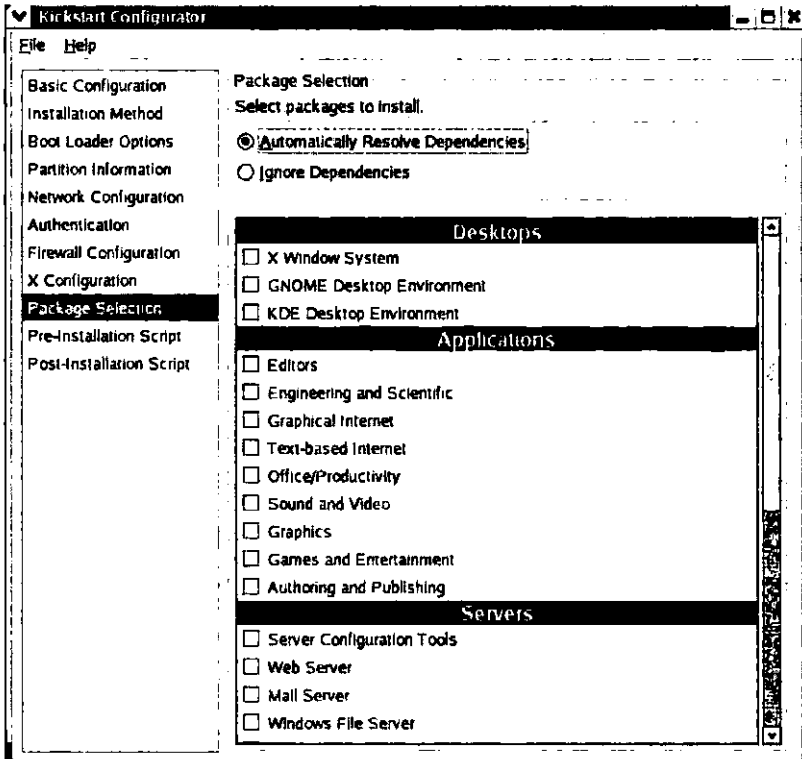 Kickstart Configurator
File Help
Basic Configuration
Installation Method
Boot Loader Options
Partition Information
Network Configuration
Authentication
Firewall Configuration
X Configuration
Package Selection
Pre-Installation Script
Post-Installation Script
Package Selection
Select packages to install.
Automatically Resolve Dependencies
Ignore Dependencies
Desktops
X Window System
GNOME Desktop Environment
KDE Desktop Environment
Applications
Editors
Engineering and Scientific
Graphical Internet
Text-based Internet
Office/Productivity
Sound and Video
Graphics
Games and Entertainment
Authoring and Publishing
Servers
Server Configuration Tools
Web Server
Mail Server
Windows File Server